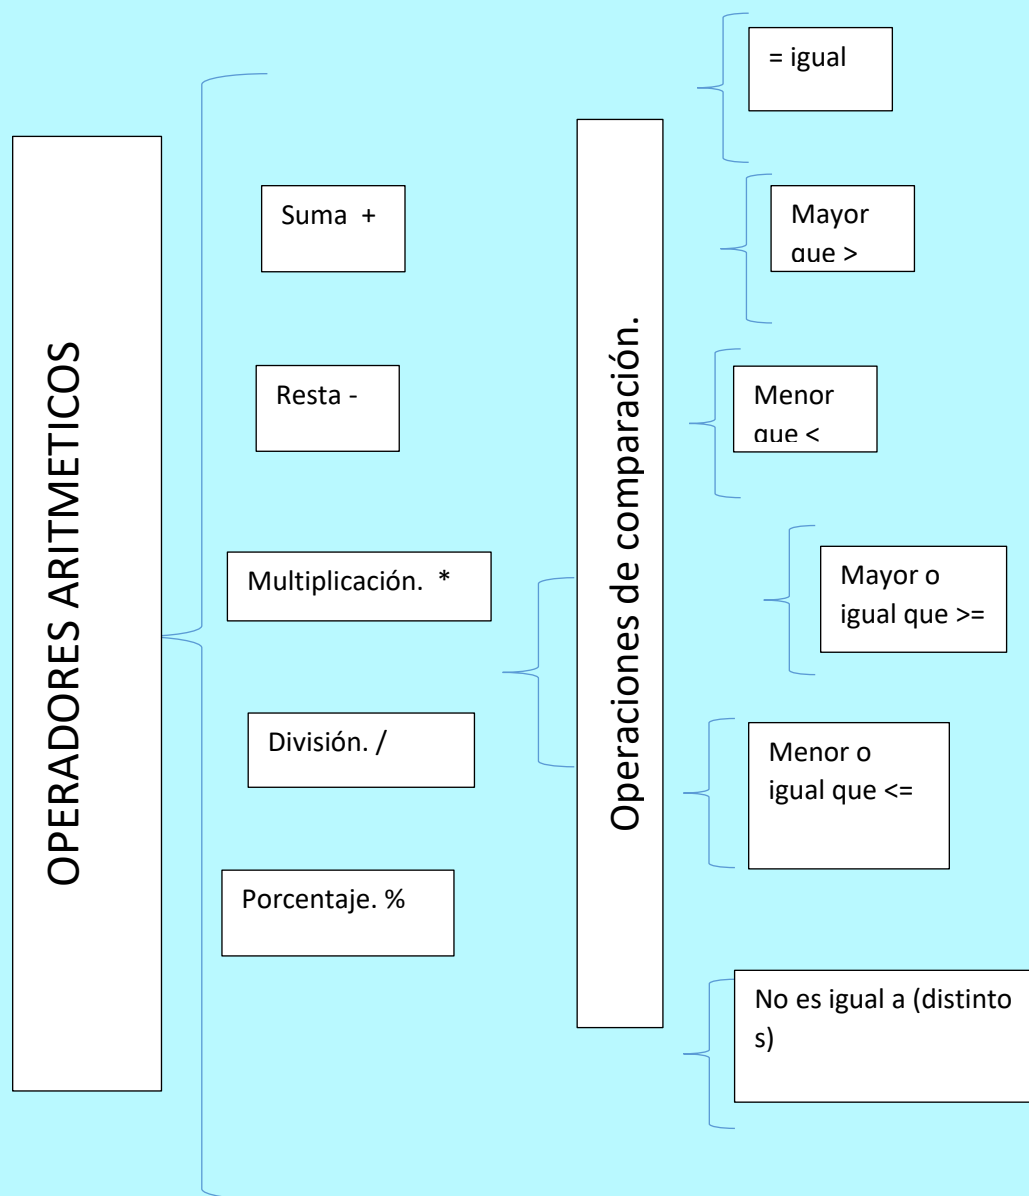 OPERADORES ARITMETICOS
Suma +
Resta -
Multiplicación. *
División. /
Porcentaje. %
Operaciones de comparación.
= igual
Mayor
que >
Menor
que <
Mayor o
igual que >=
Menor o
igual que <=
No es igual a (distinto
s)